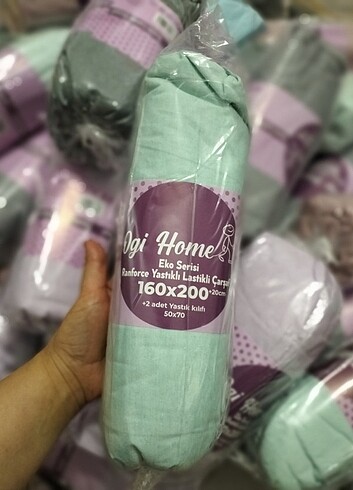 Ogi Home
Eko Serisi
Ranforce Yastıklı Lastikli Çarşaf
160x200+20cm
+2 adet Yastık kılıfı
50x70